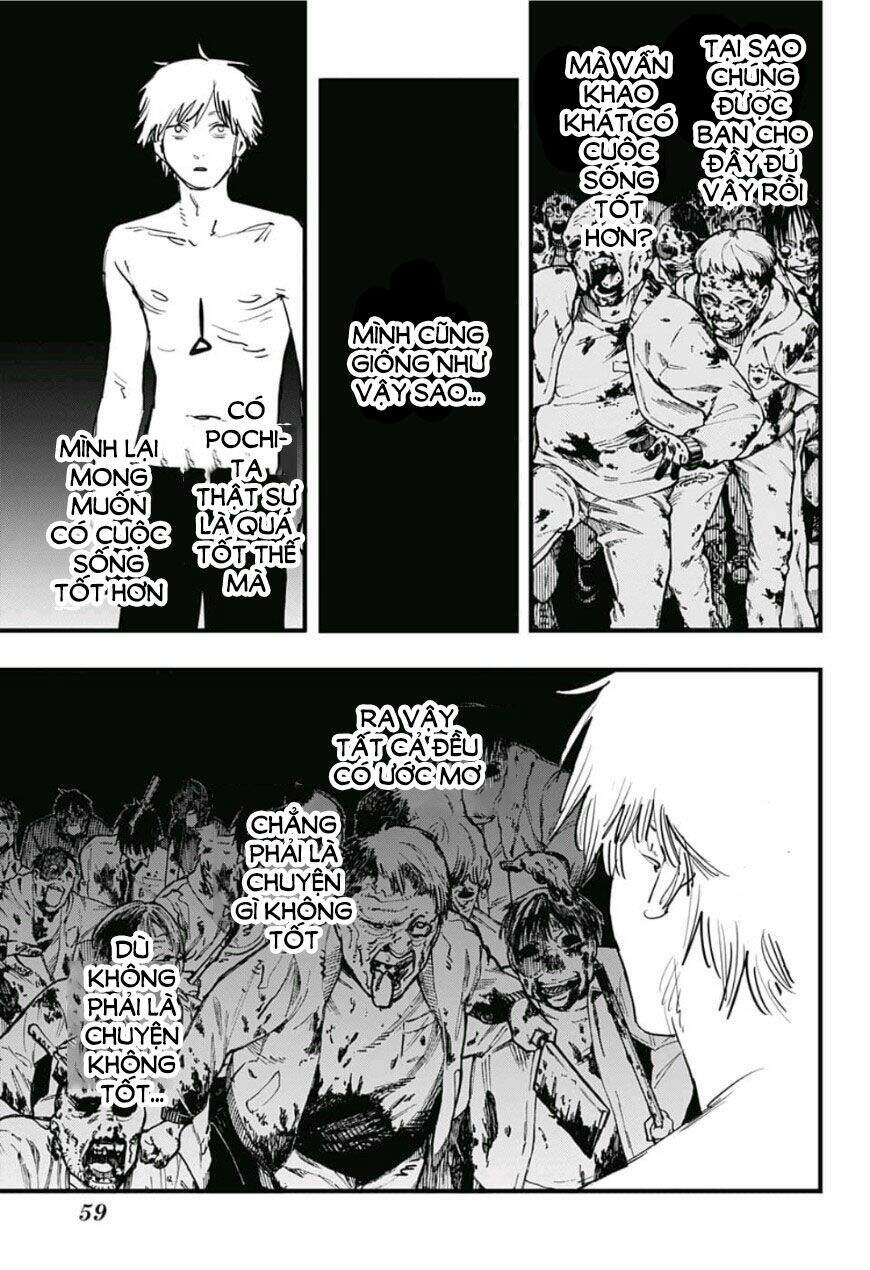 TẠI SAO
CHÚNG
ĐƯỢC
BAN CHO
ĐẦY ĐỦ
VẬY RỒI
MÀ VẪN
KHAO
KHÁT CÓ
CUỘC
SỐNG
TỐT
HƠN?
MÌNH CŨNG
GIỐNG NHƯ
VẬY SAO...
CÓ
POCHI-
TA
THẬT SỰ
LÀ QUÁ
TỐT THẾ
MÀ
MÌNH LẠI
MONG
MUỐN
CÓ CUỘC
SỐNG
TỐT HƠN
RA VẬY
TẤT CẢ ĐỀU
CÓ ƯỚC MƠ
CHẲNG
PHẢI LÀ
CHUYỆN
GÌ KHÔNG
TỐT
DÙ
KHÔNG
PHẢI LÀ
CHUYỆN
KHÔNG
TỐT...
59